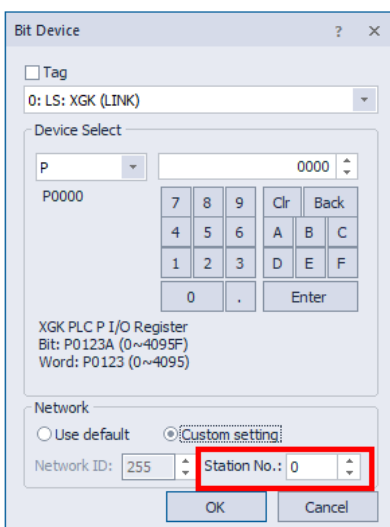 Bit Device ? ×
Tag
0: LS: XGK (LINK)
Device Select
P 0000
P0000
7 8 9 Clr Back
4 5 6 A B C
1 2 3 D E F
0 . Enter
XGK PLC P I/O Register
Bit: P0123A (0~4095F)
Word: P0123 (0~4095)
Network
Use default Custom setting
Network ID: 255 Station No.: 0
OK Cancel